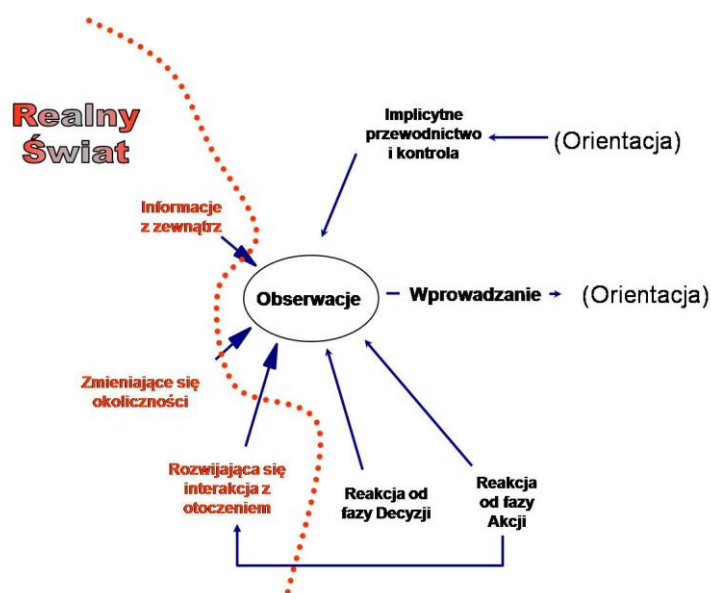 Realny
Świat
Implicytne
przewodnictwo
i kontrola
(Orientacja)
Informacje
z zewnątrz
Obserwacje
Wprowadzanie
(Orientacja)
Zmieniające się
okoliczności
Rozwijająca się
interakcja z
otoczeniem
Reakcja od
fazy Decyzji
Reakcja
od fazy
Akcji